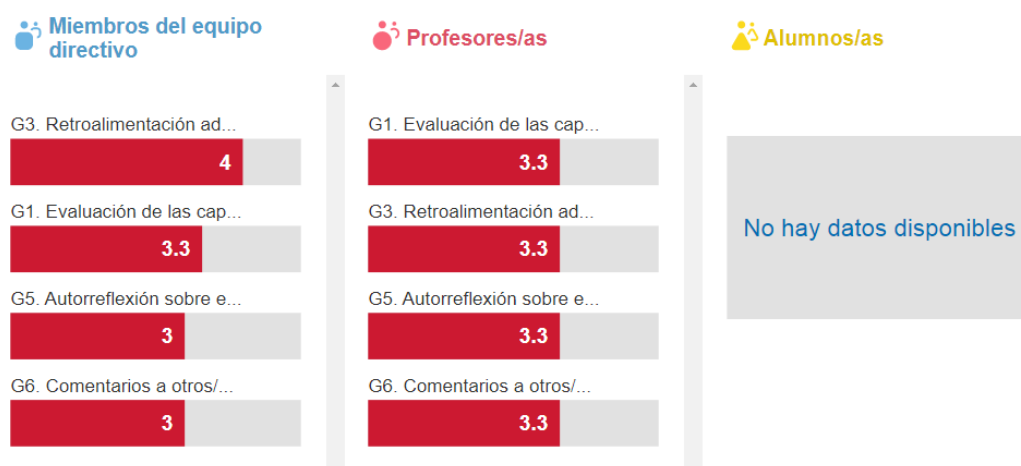 Miembros del equipo
directivo
G3. Retroalimentación ad...
4
G1. Evaluación de las cap...
3.3
G5. Autorreflexión sobre e...
3
G6. Comentarios a otros/...
3
Profesores/as
G1. Evaluación de las cap...
3.3
G3. Retroalimentación ad...
3.3
G5. Autorreflexión sobre e...
3.3
G6. Comentarios a otros/...
3.3
Alumnos/as
No hay datos disponibles